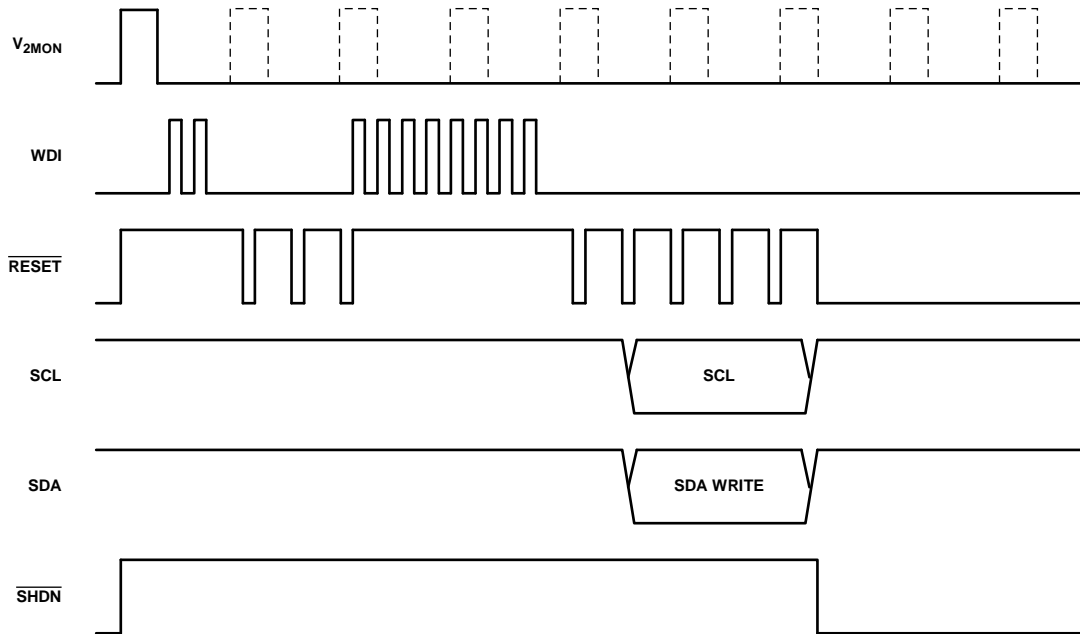 V2MON
WDI
RESET
SCL
SCL
SDA
SDA WRITE
SHDN